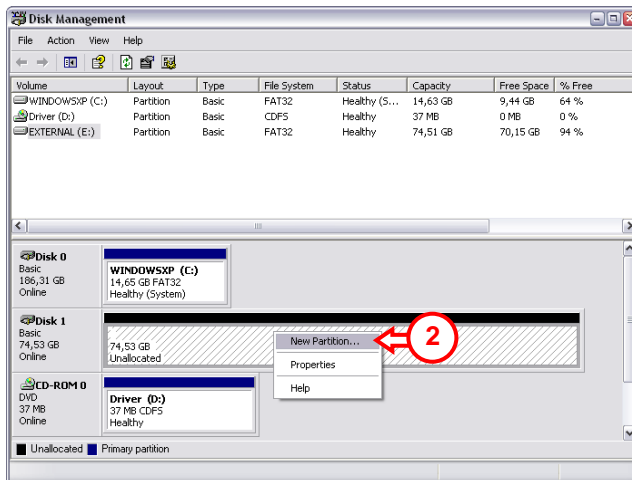 Disk Management
File Action View Help
Volume Layout Type File System Status Capacity Free Space % Free
WINDOWSXP (C:) Partition Basic FAT32 Healthy (S... 14,63 GB 9,44 GB 64 %
Driver (D:) Partition Basic CDFS Healthy 37 MB 0 MB 0 %
EXTERNAL (E:) Partition Basic FAT32 Healthy 74,51 GB 70,15 GB 94 %
Disk 0
Basic
186,31 GB
Online
WINDOWSXP (C:)
14,65 GB FAT32
Healthy (System)
Disk 1
Basic
74,53 GB
Online
74,53 GB
Unallocated
New Partition...
Properties
Help
2
CD-ROM 0
DVD
37 MB
Online
Driver (D:)
37 MB CDFS
Healthy
Unallocated Primary partition